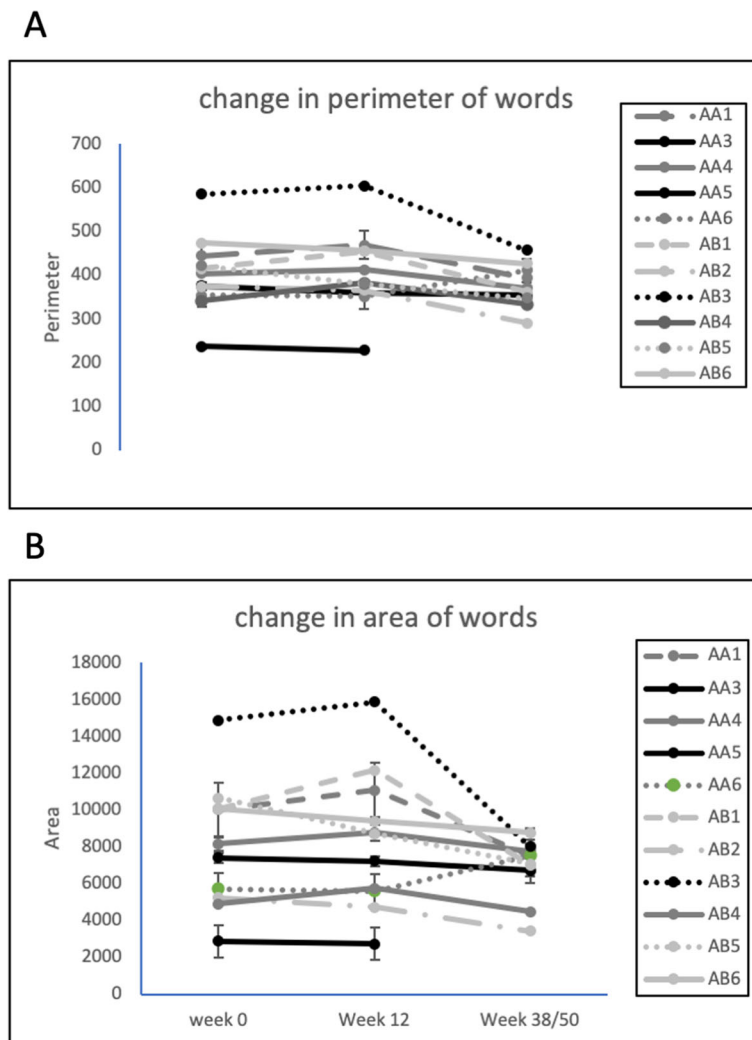 A
change in perimeter of words
700
600
500
400
300
200
100
0
Perimeter
AA1
AA3
AA4
AA5
AA6
AB1
AB2
AB3
AB4
AB5
AB6
B
change in area of words
18000
16000
14000
12000
10000
8000
6000
4000
2000
0
Area
week 0 Week 12 Week 38/50
AA1
AA3
AA4
AA5
AA6
AB1
AB2
AB3
AB4
AB5
AB6